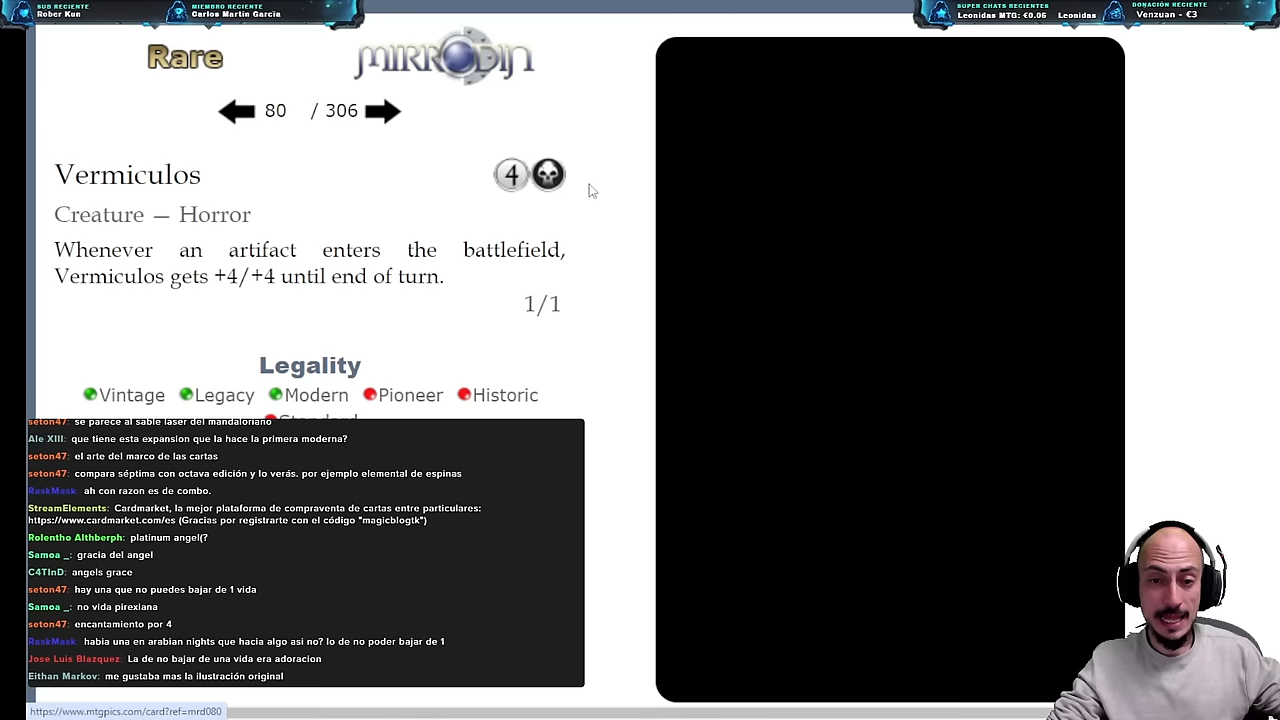 SUB RECIENTE
Rober Kun
MIEMBRO RECIENTE
Carlos Martin Garcia
SUPER CHATS RECIENTES
Leonidas MTG: €0.06 Leonidas
DONACIÓN RECIENTE
Venzuan - €3
Rare
MIRRODIN
80 / 306
Vermiculos
4
Creature — Horror
Whenever an artifact enters the battlefield,
Vermiculos gets +4/+4 until end of turn.
1/1
Legality
Vintage Legacy Modern Pioneer Historic
Standard
seton47: se parece al sable laser del mandaloriano
Ale XIII: que tiene esta expansion que la hace la primera moderna?
seton47: el arte del marco de las cartas
seton47: compara séptima con octava edición y lo verás. por ejemplo elemental de espinas
RaskMask: ah con razon es de combo.
StreamElements: Cardmarket, la mejor plataforma de compraventa de cartas entre particulares:
https://www.cardmarket.com/es (Gracias por registrarte con el código "magicblogtk")
Rolentho Althberph: platinum angel(?
Samoa _: gracia del angel
C4TInD: angels grace
seton47: hay una que no puedes bajar de 1 vida
Samoa _: no vida pirexiana
seton47: encantamiento por 4
RaskMask: habia una en arabian nights que hacia algo asi no? lo de no poder bajar de 1
Jose Luis Blazquez: La de no bajar de una vida era adoracion
Eithan Markov: me gustaba mas la ilustración original
https://www.mtgpics.com/card?ref=mrd080